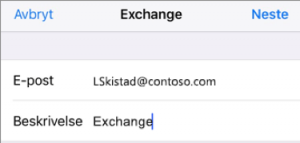 Avbryt Exchange Neste
E-post LSkistad@contoso.com
Beskrivelse Exchange